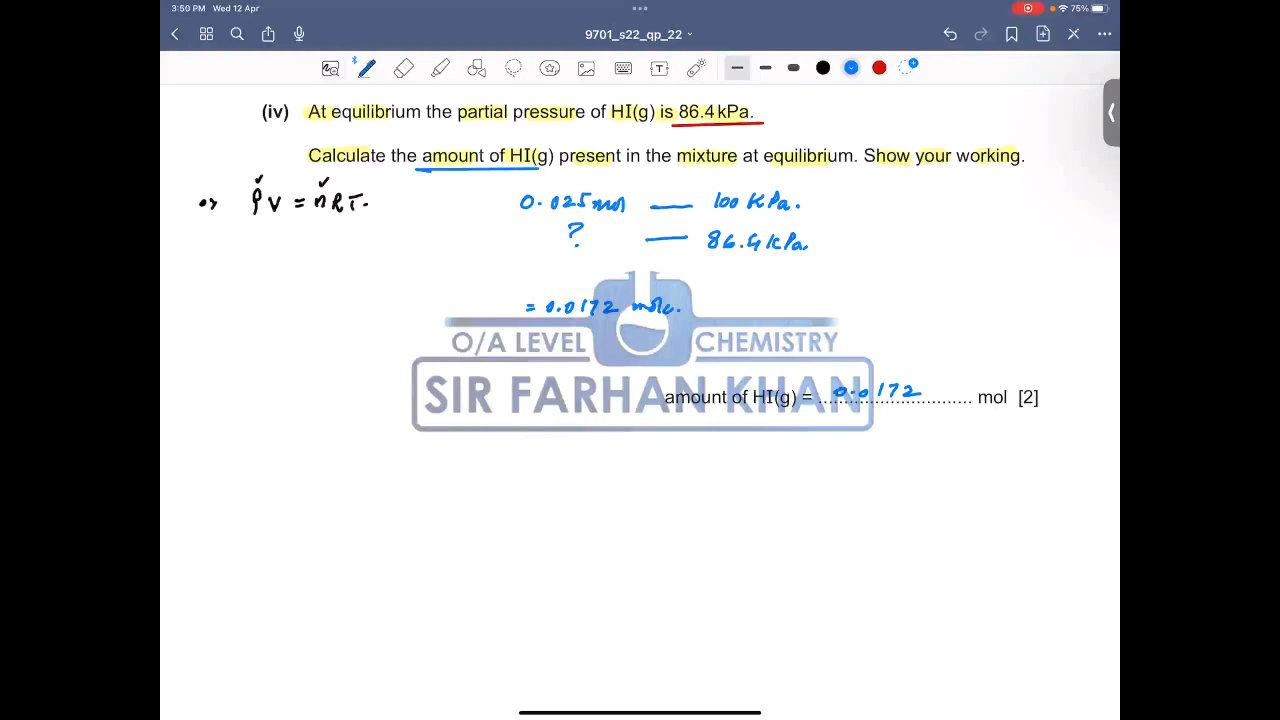 3:50 PM Wed 12 Apr
75%
9701_s22_qp_22
(iv) At equilibrium the partial pressure of HI(g) is 86.4 kPa.
Calculate the amount of HI(g) present in the mixture at equilibrium. Show your working.
PV = nRT. 0.025 mol — 100 KPa.
? — 86.4 KPa.
= 0.0172 mole.
O/A LEVEL CHEMISTRY
SIR FARHAN KHAN
amount of HI(g) = 0.0172 mol [2]